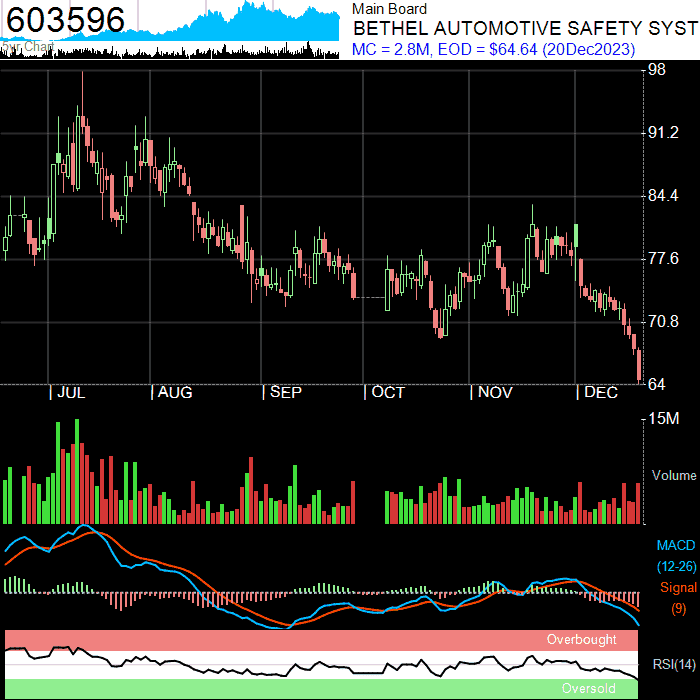 603596
5yr Chart
Main Board
BETHEL AUTOMOTIVE SAFETY SYST
MC = 2.8M, EOD = $64.64 (20Dec2023)
98
91.2
84.4
77.6
70.8
64
JUL
AUG
SEP
OCT
NOV
DEC
15M
Volume
MACD
(12-26)
Signal
(9)
Overbought
RSI(14)
Oversold